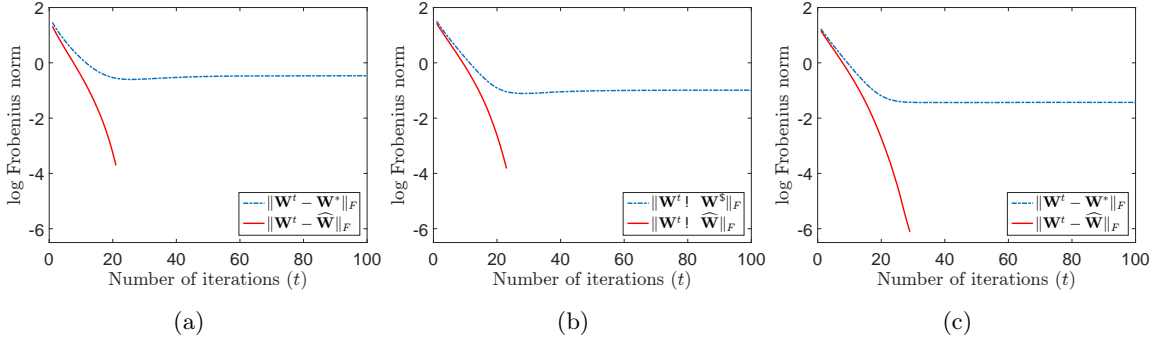 2
0
-2
-4
-6
log Frobenius norm
0 20 40 60 80 100
Number of iterations (t)
‖W^t − W^*‖_F
‖W^t − Ŵ‖_F
(a)
2
0
-2
-4
-6
log Frobenius norm
0 20 40 60 80 100
Number of iterations (t)
‖W^t ! W^$‖_F
‖W^t ! Ŵ‖_F
(b)
2
0
-2
-4
-6
log Frobenius norm
0 20 40 60 80 100
Number of iterations (t)
‖W^t − W^*‖_F
‖W^t − Ŵ‖_F
(c)